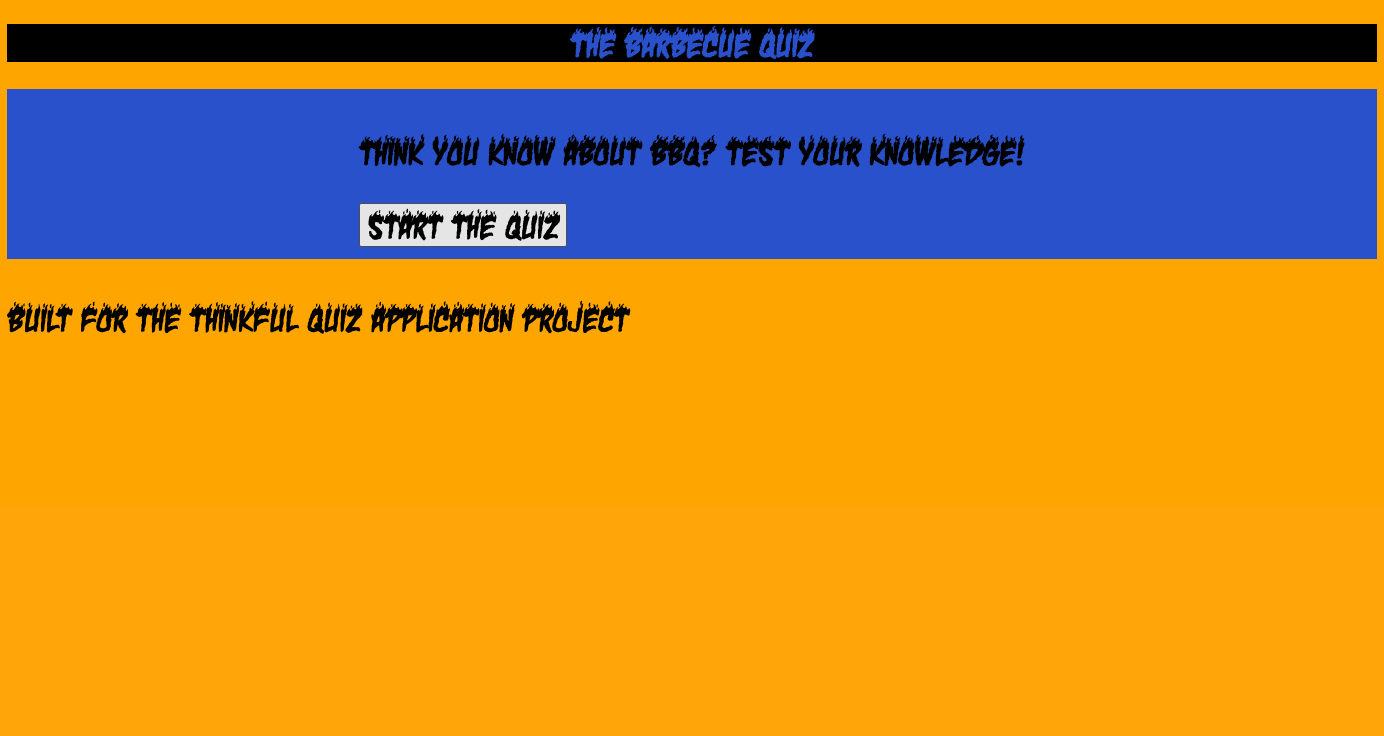 THE BARBECUE QUIZ
THINK YOU KNOW ABOUT BBQ? TEST YOUR KNOWLEDGE!
START THE QUIZ
BUILT FOR THE THINKFUL QUIZ APPLICATION PROJECT